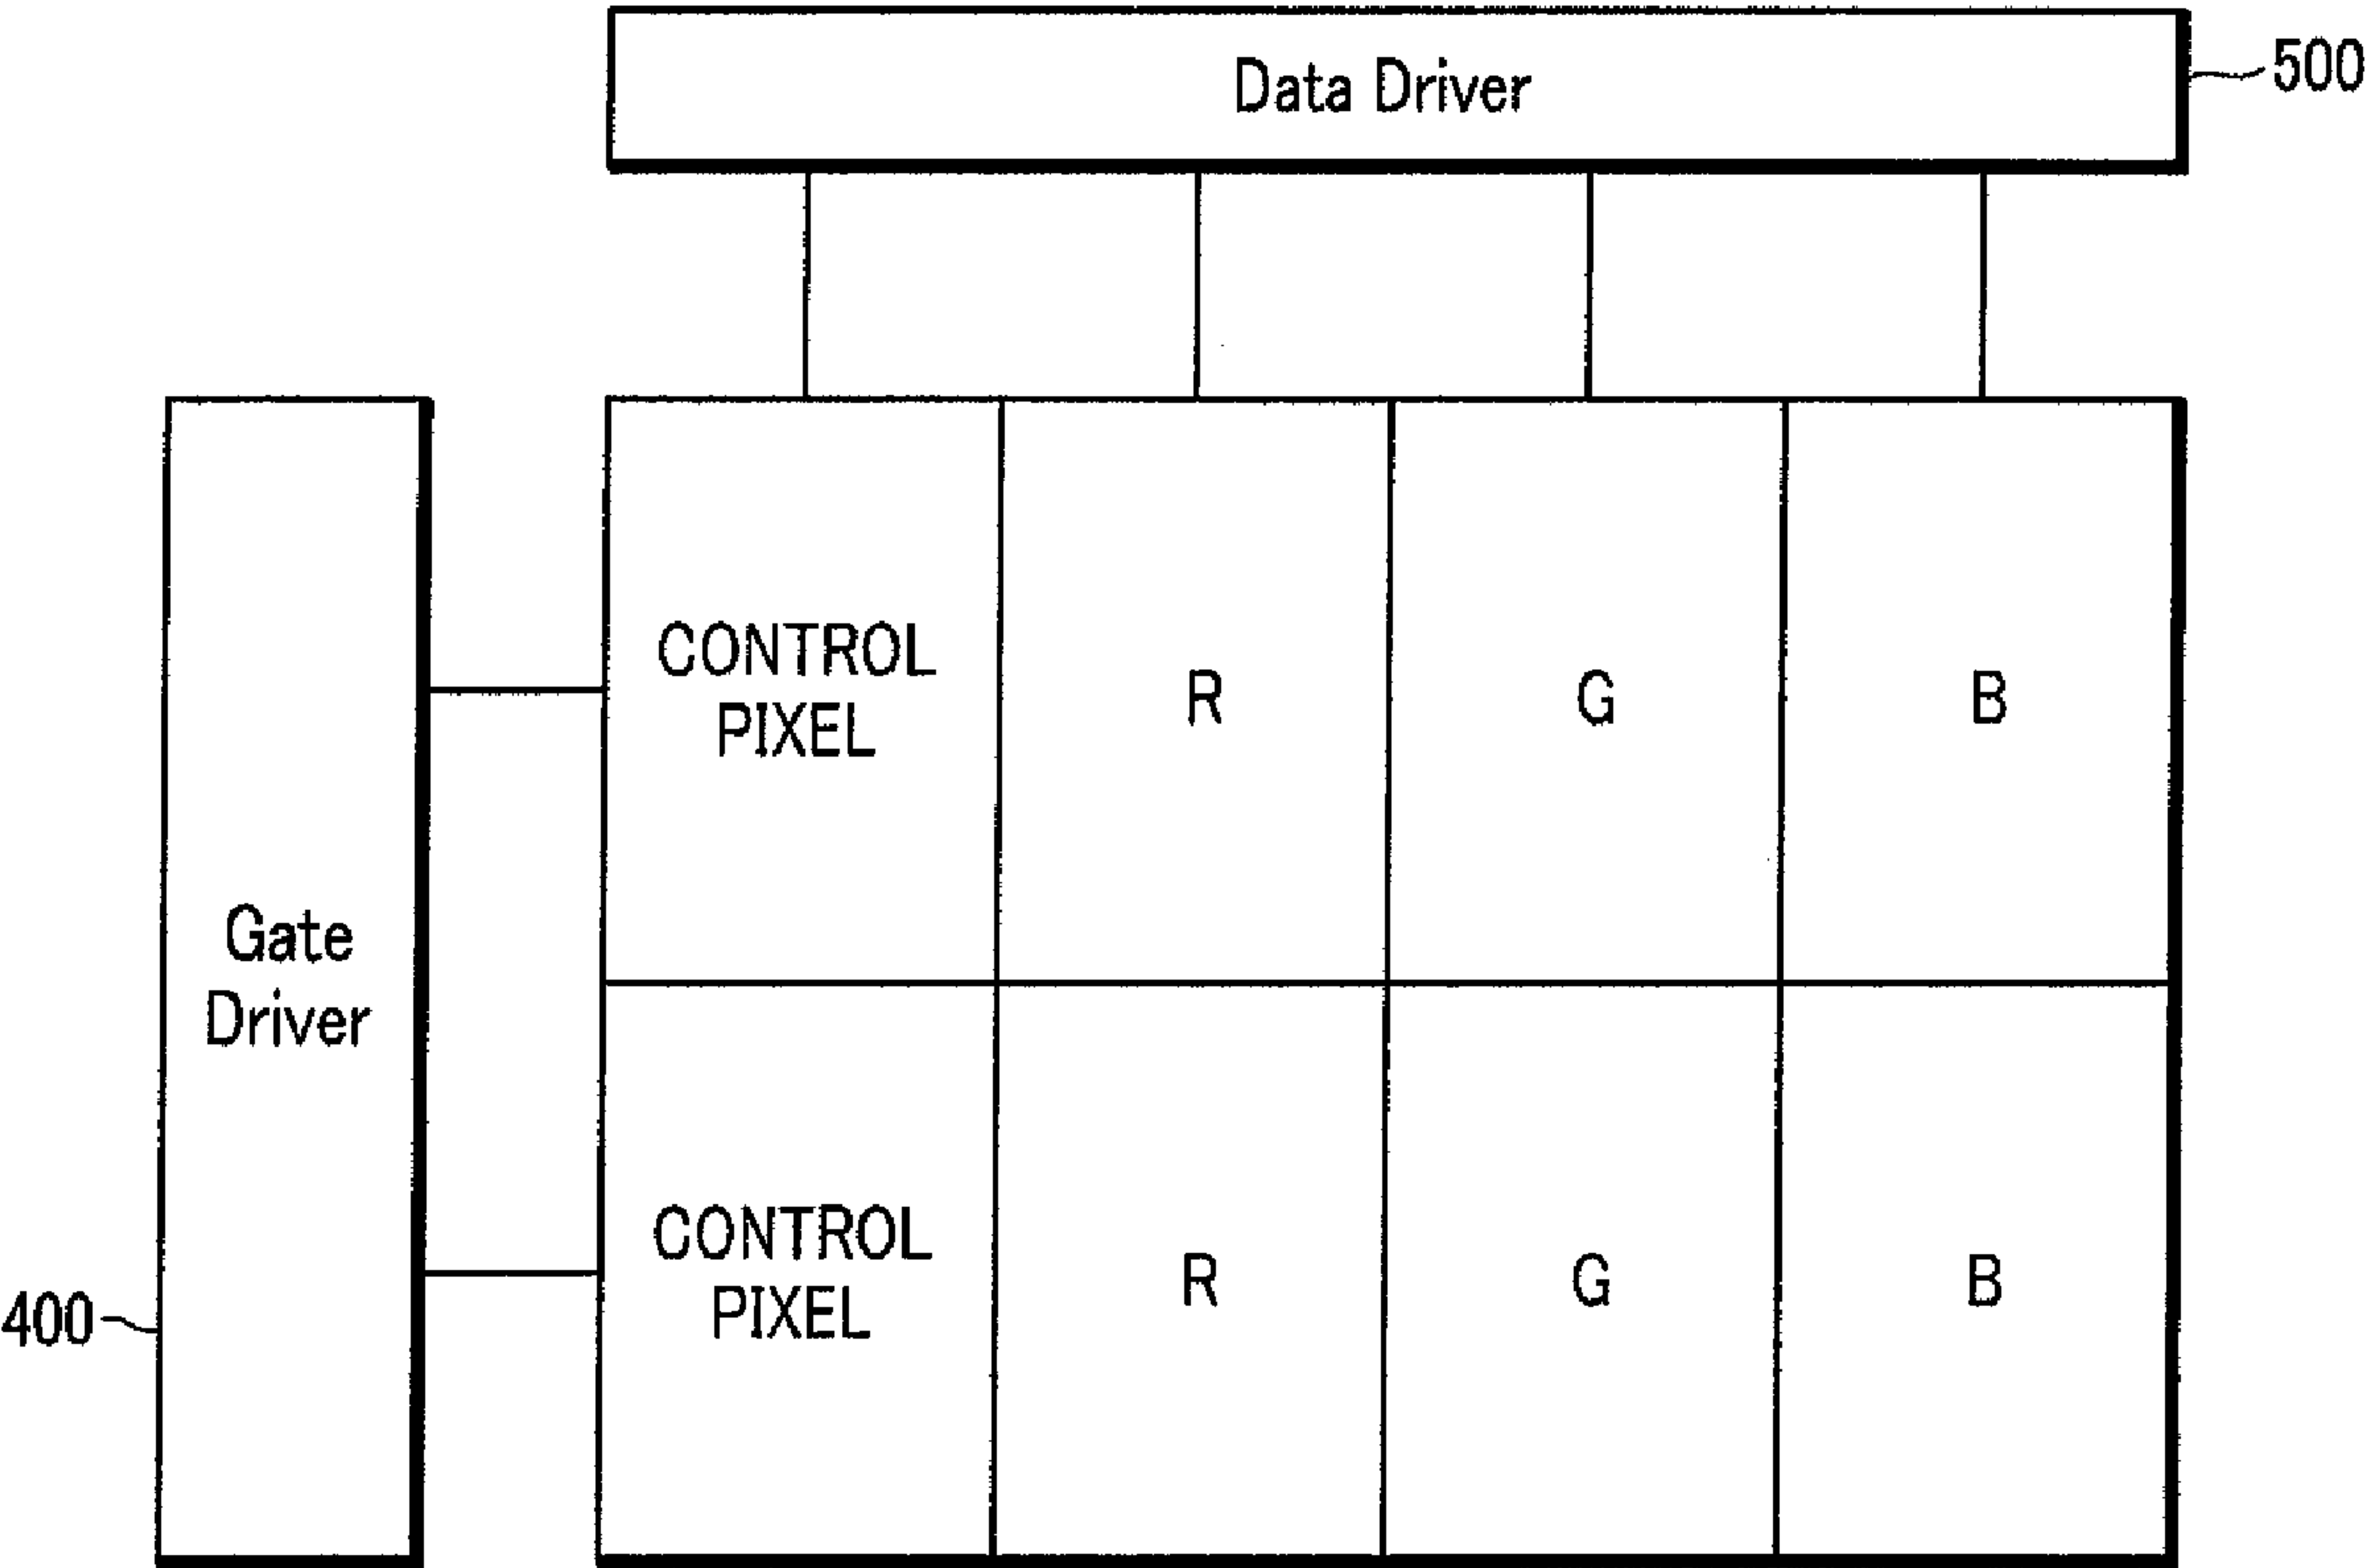 Data Driver
500
CONTROL
PIXEL
R
G
B
Gate
Driver
CONTROL
PIXEL
R
G
B
400